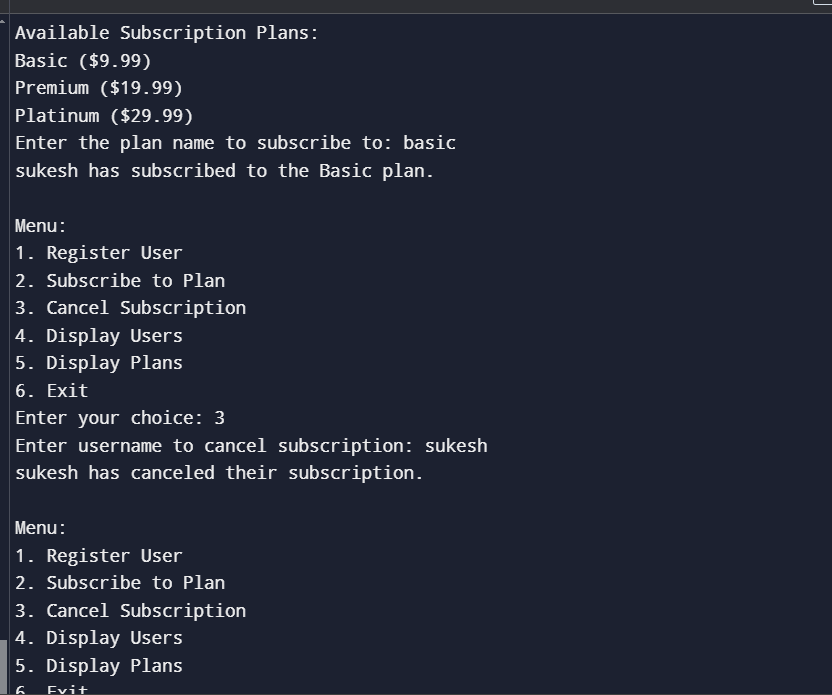 Available Subscription Plans:
Basic ($9.99)
Premium ($19.99)
Platinum ($29.99)
Enter the plan name to subscribe to: basic
sukesh has subscribed to the Basic plan.

Menu:
1. Register User
2. Subscribe to Plan
3. Cancel Subscription
4. Display Users
5. Display Plans
6. Exit
Enter your choice: 3
Enter username to cancel subscription: sukesh
sukesh has canceled their subscription.

Menu:
1. Register User
2. Subscribe to Plan
3. Cancel Subscription
4. Display Users
5. Display Plans
6. Exit